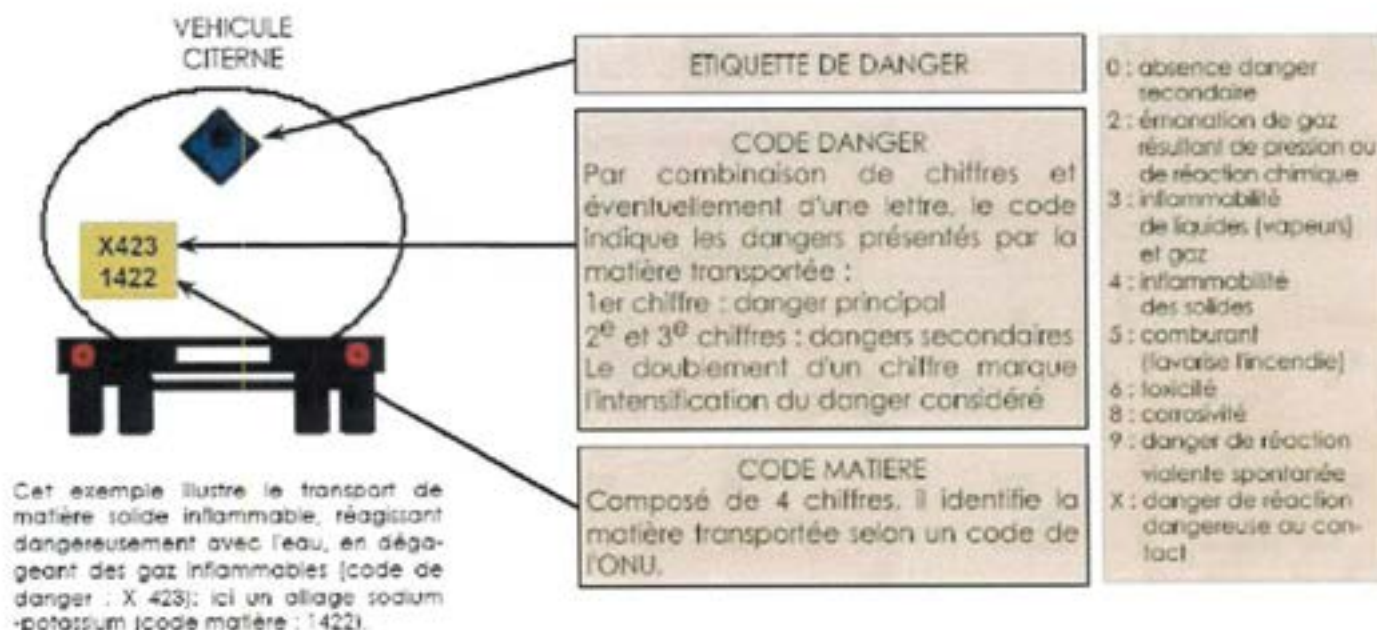 VEHICULE
CITERNE
X423
1422
Cet exemple illustre le transport de
matière solide inflammable, réagissant
dangereusement avec l'eau, en déga-
geant des gaz inflammables (code de
danger : X 423); ici un alliage sodium
-potassium (code matière : 1422).
ETIQUETTE DE DANGER
CODE DANGER
Par combinaison de chiffres et
éventuellement d'une lettre, le code
indique les dangers présentés par la
matière transportée :
1er chiffre : danger principal
2e et 3e chiffres : dangers secondaires
Le doublement d'un chiffre marque
l'intensification du danger considéré
CODE MATIERE
Composé de 4 chiffres, il identifie la
matière transportée selon un code de
l'ONU.
0 : absence danger
secondaire
2 : émanation de gaz
résultant de pression ou
de réaction chimique
3 : inflammabilité
de liquides (vapeurs)
et gaz
4 : inflammabilité
des solides
5 : comburant
(favorise l'incendie)
6 : toxicité
8 : corrosivité
9 : danger de réaction
violente spontanée
X : danger de réaction
dangereuse au con-
tact